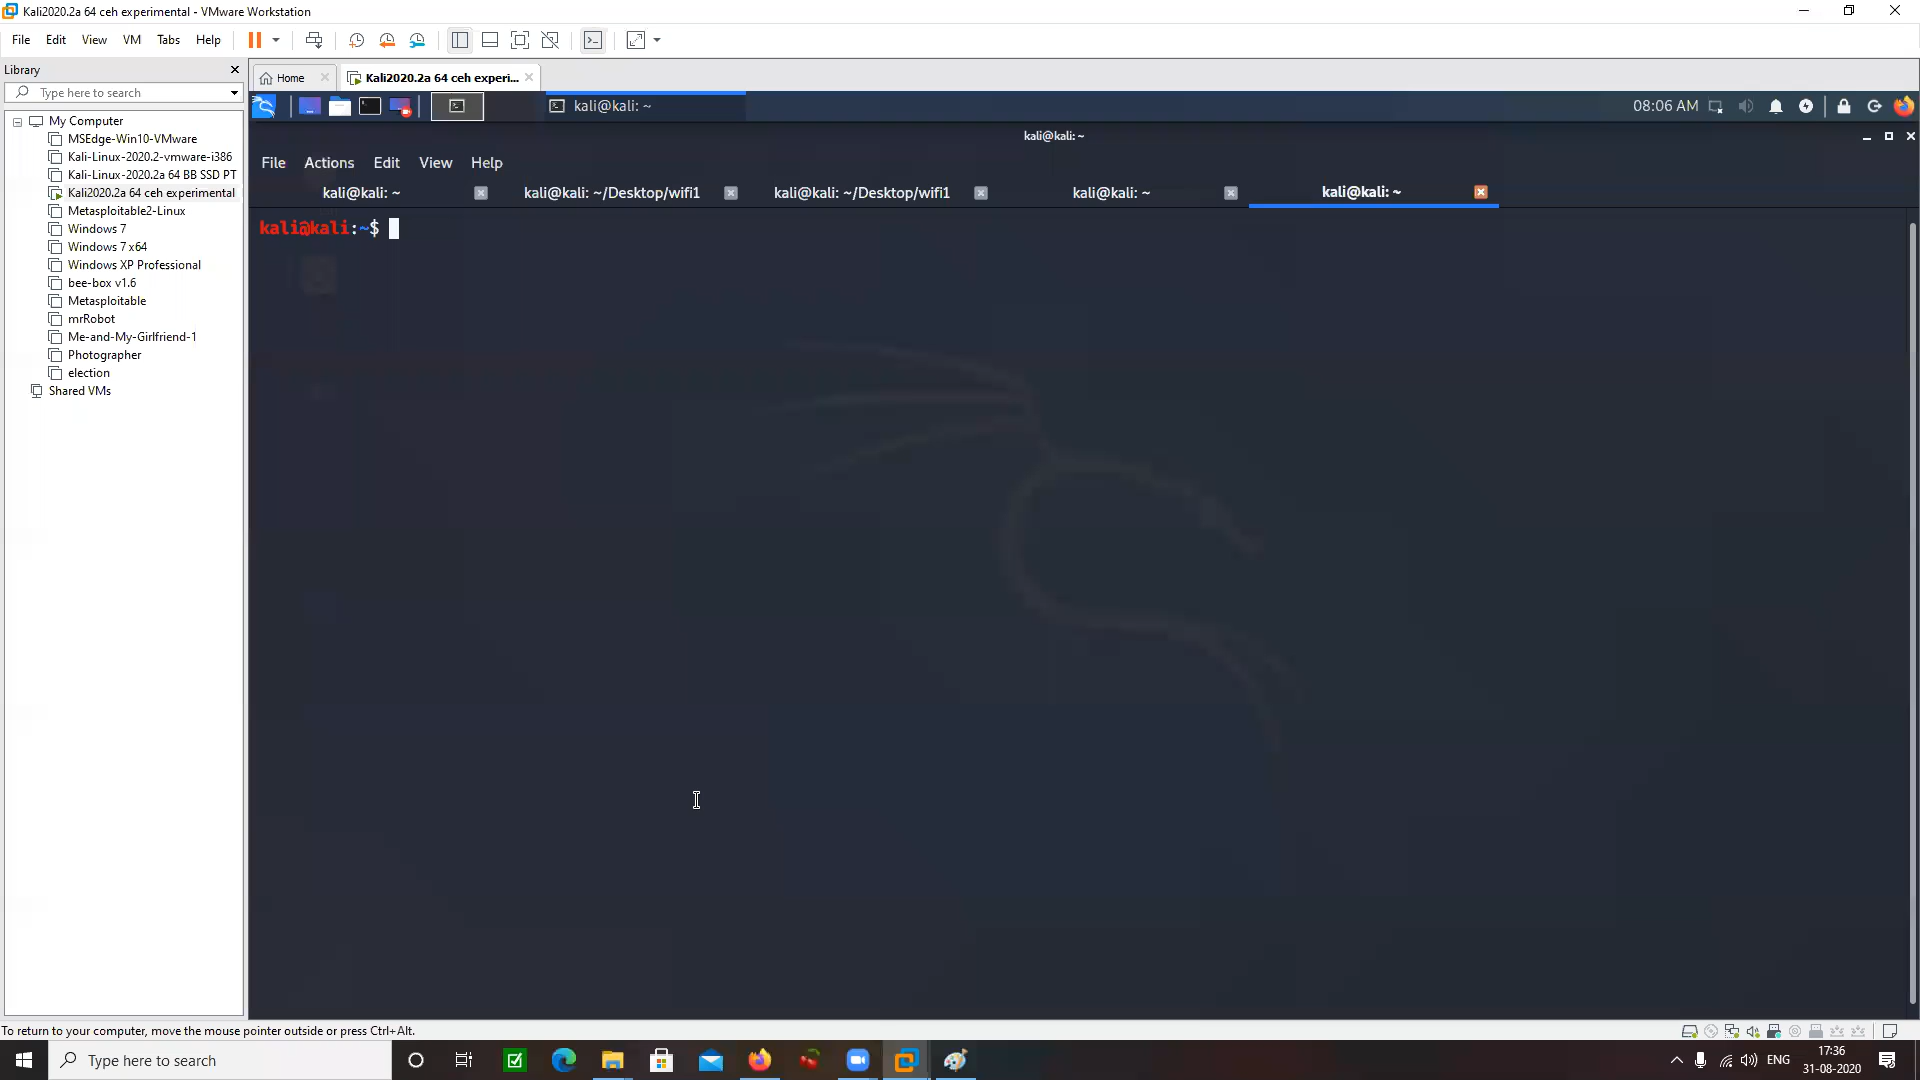 Kali2020.2a 64 ceh experimental - VMware Workstation
File Edit View VM Tabs Help
Library
Type here to search
My Computer
MSEdge-Win10-VMware
Kali-Linux-2020.2-vmware-i386
Kali-Linux-2020.2a 64 BB SSD PT
Kali2020.2a 64 ceh experimental
Metasploitable2-Linux
Windows 7
Windows 7 x64
Windows XP Professional
bee-box v1.6
Metasploitable
mrRobot
Me-and-My-Girlfriend-1
Photographer
election
Shared VMs
Home Kali2020.2a 64 ceh experi...
kali@kali: ~ 08:06 AM
kali@kali: ~
File Actions Edit View Help
kali@kali: ~ kali@kali: ~/Desktop/wifi1 kali@kali: ~/Desktop/wifi1 kali@kali: ~ kali@kali: ~
kali@kali:~$
To return to your computer, move the mouse pointer outside or press Ctrl+Alt.
Type here to search
ENG
17:36
31-08-2020